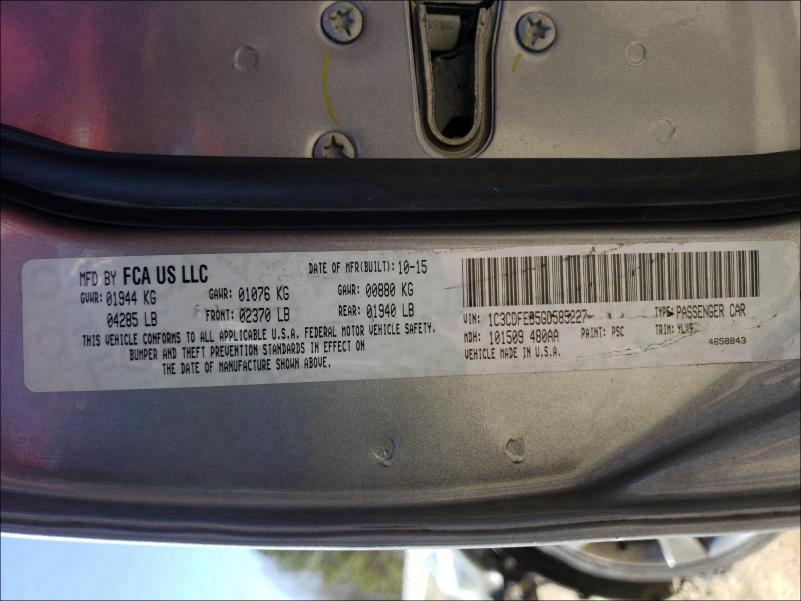 MFD BY FCA US LLC DATE OF MFR(BUILT): 10-15
GVWR: 01944 KG GAWR: 01076 KG GAWR: 00880 KG
04285 LB FRONT: 02370 LB REAR: 01940 LB
THIS VEHICLE CONFORMS TO ALL APPLICABLE U.S.A. FEDERAL MOTOR VEHICLE SAFETY,
BUMPER AND THEFT PREVENTION STANDARDS IN EFFECT ON
THE DATE OF MANUFACTURE SHOWN ABOVE.
VIN: TYPE: PASSENGER CAR
MDH: 101509 480AA PAINT: PSC TRIM:
VEHICLE MADE IN U.S.A. 4658843